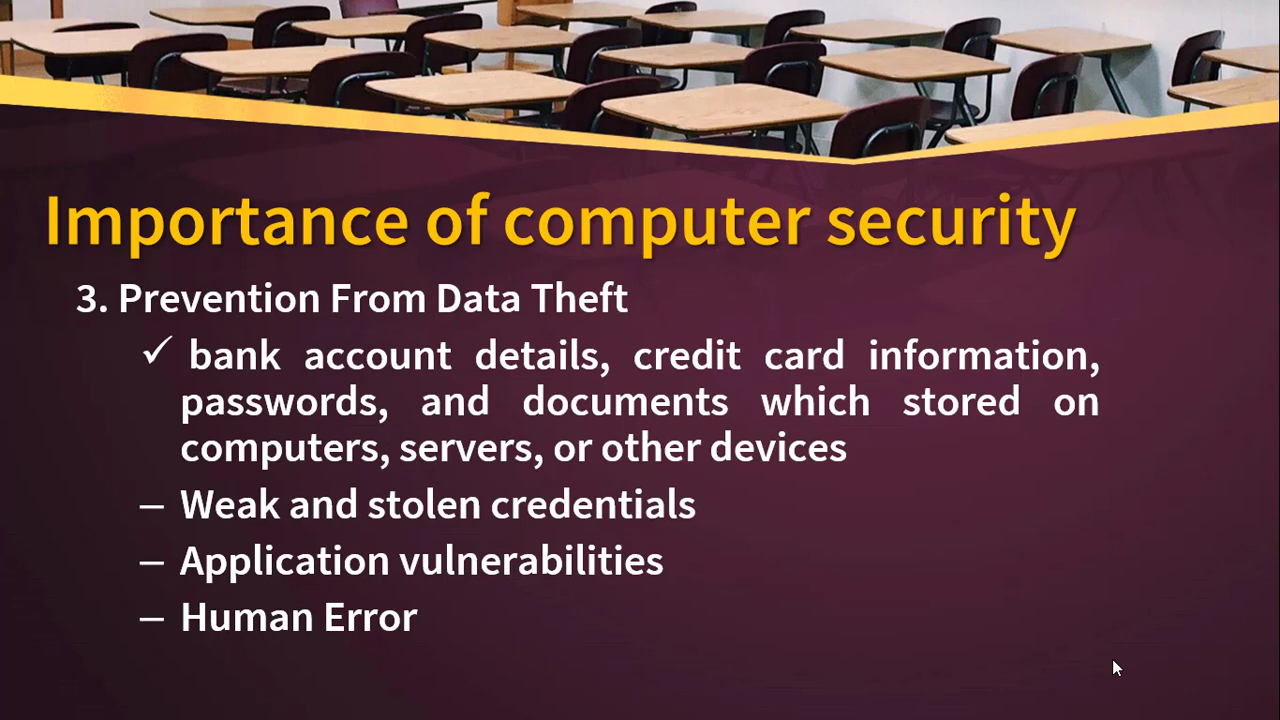 Importance of computer security
3. Prevention From Data Theft
✓ bank account details, credit card information,
passwords, and documents which stored on
computers, servers, or other devices
– Weak and stolen credentials
– Application vulnerabilities
– Human Error